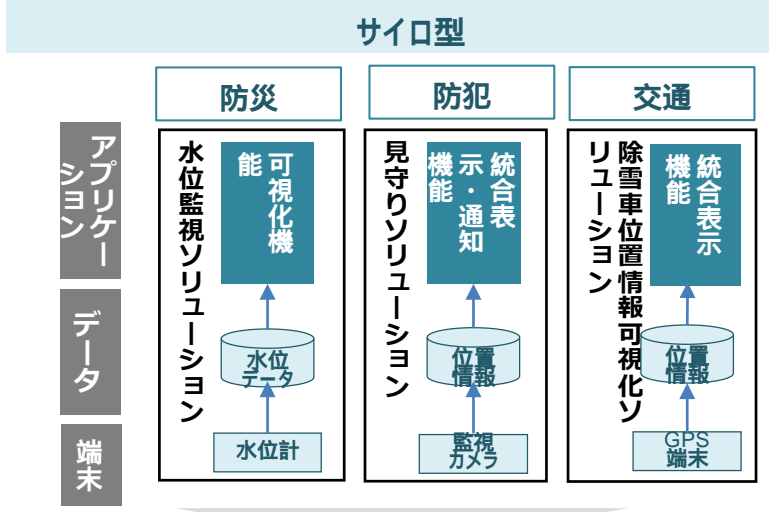 サイロ型
防災
防犯
交通
アプリケー
ション
データ
端末
水位監視ソリューション
可視化機
能
水位
データ
水位計
見守りソリューション
統合表
示・通知
機能
位置
情報
監視
カメラ
除雪車位置情報可視化ソ
リューション
統合表示
機能
位置
情報
GPS
端末